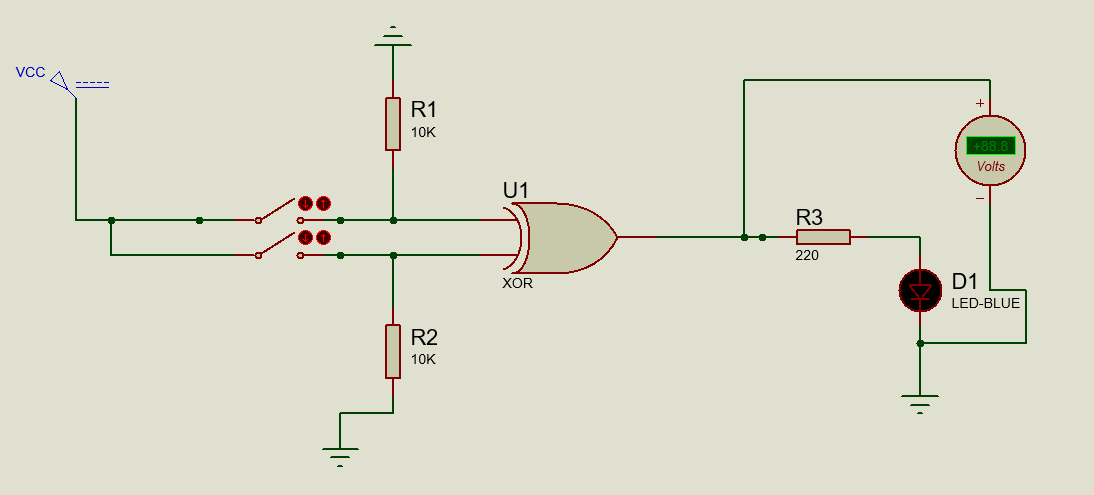 VCC
R1
10K
U1
XOR
R2
10K
R3
220
D1
LED-BLUE
+
+88.8
Volts
−